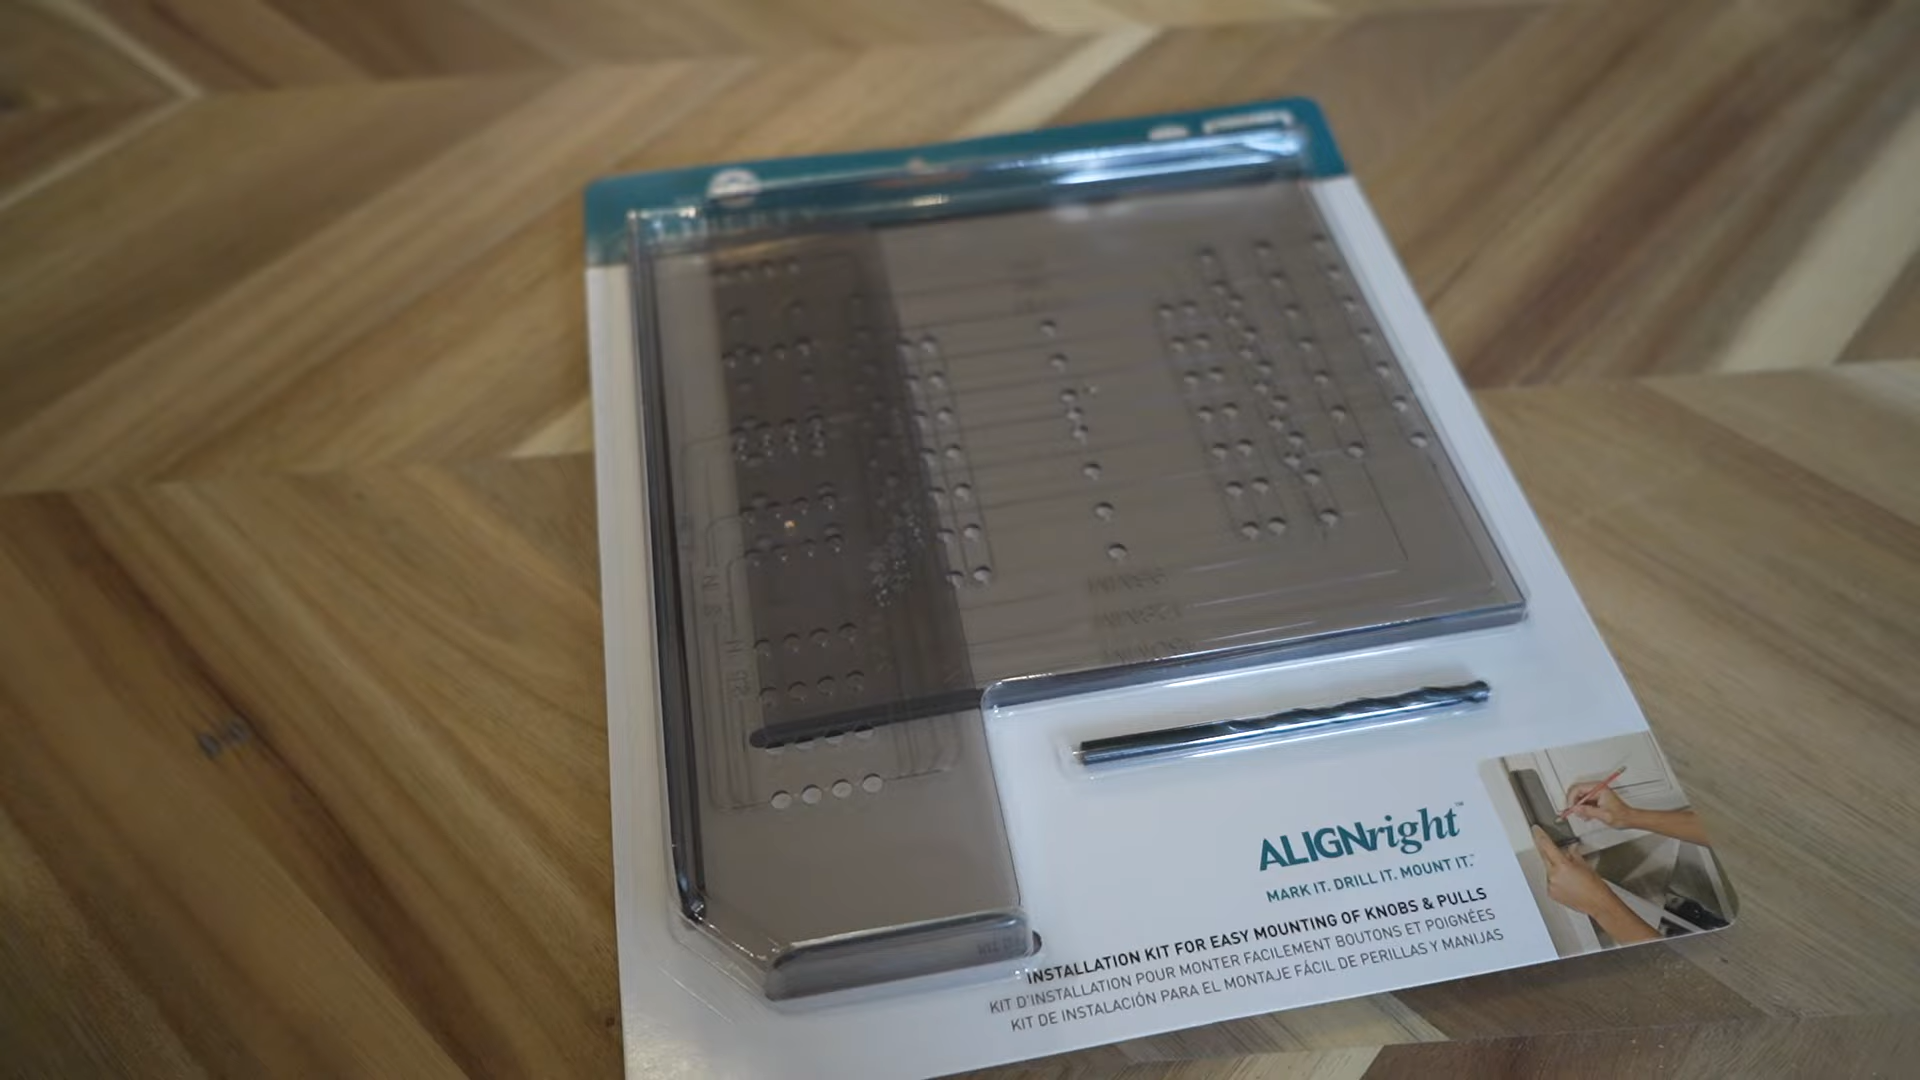 LIBERTY
ALIGNright™
MARK IT. DRILL IT. MOUNT IT.™
INSTALLATION KIT FOR EASY MOUNTING OF KNOBS & PULLS
KIT D'INSTALLATION POUR MONTER FACILEMENT BOUTONS ET POIGNÉES
KIT DE INSTALACIÓN PARA EL MONTAJE FÁCIL DE PERILLAS Y MANIJAS